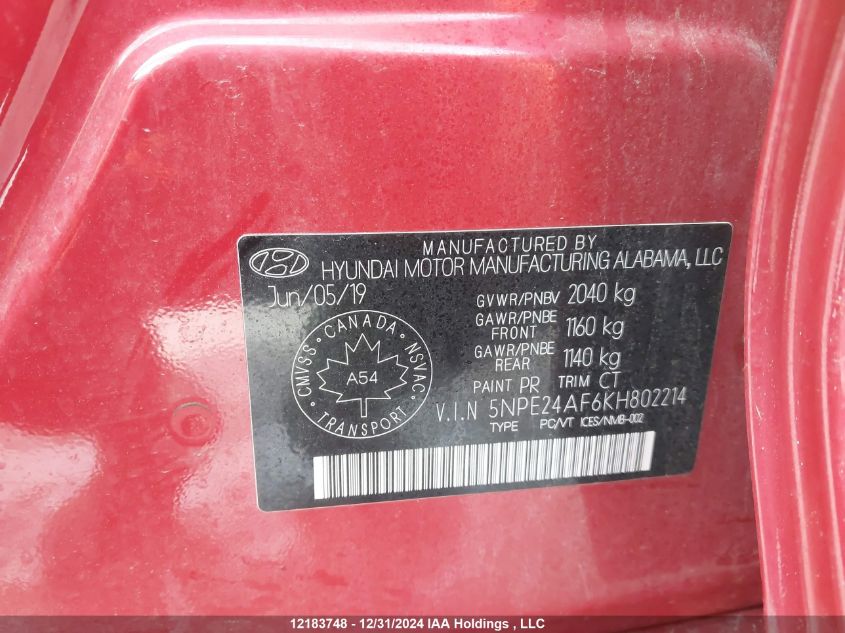 MANUFACTURED BY
HYUNDAI MOTOR MANUFACTURING ALABAMA, LLC
Jun/05/19
GVWR/PNBV 2040 kg
GAWR/PNBE FRONT 1160 kg
GAWR/PNBE REAR 1140 kg
PAINT PR TRIM CT
V.I.N 5NPE24AF6KH802214
TYPE PC/VT ICES/NMB-002
CANADA
CMVSS NSVAC
A54
TRANSPORT
12183748 - 12/31/2024 IAA Holdings , LLC